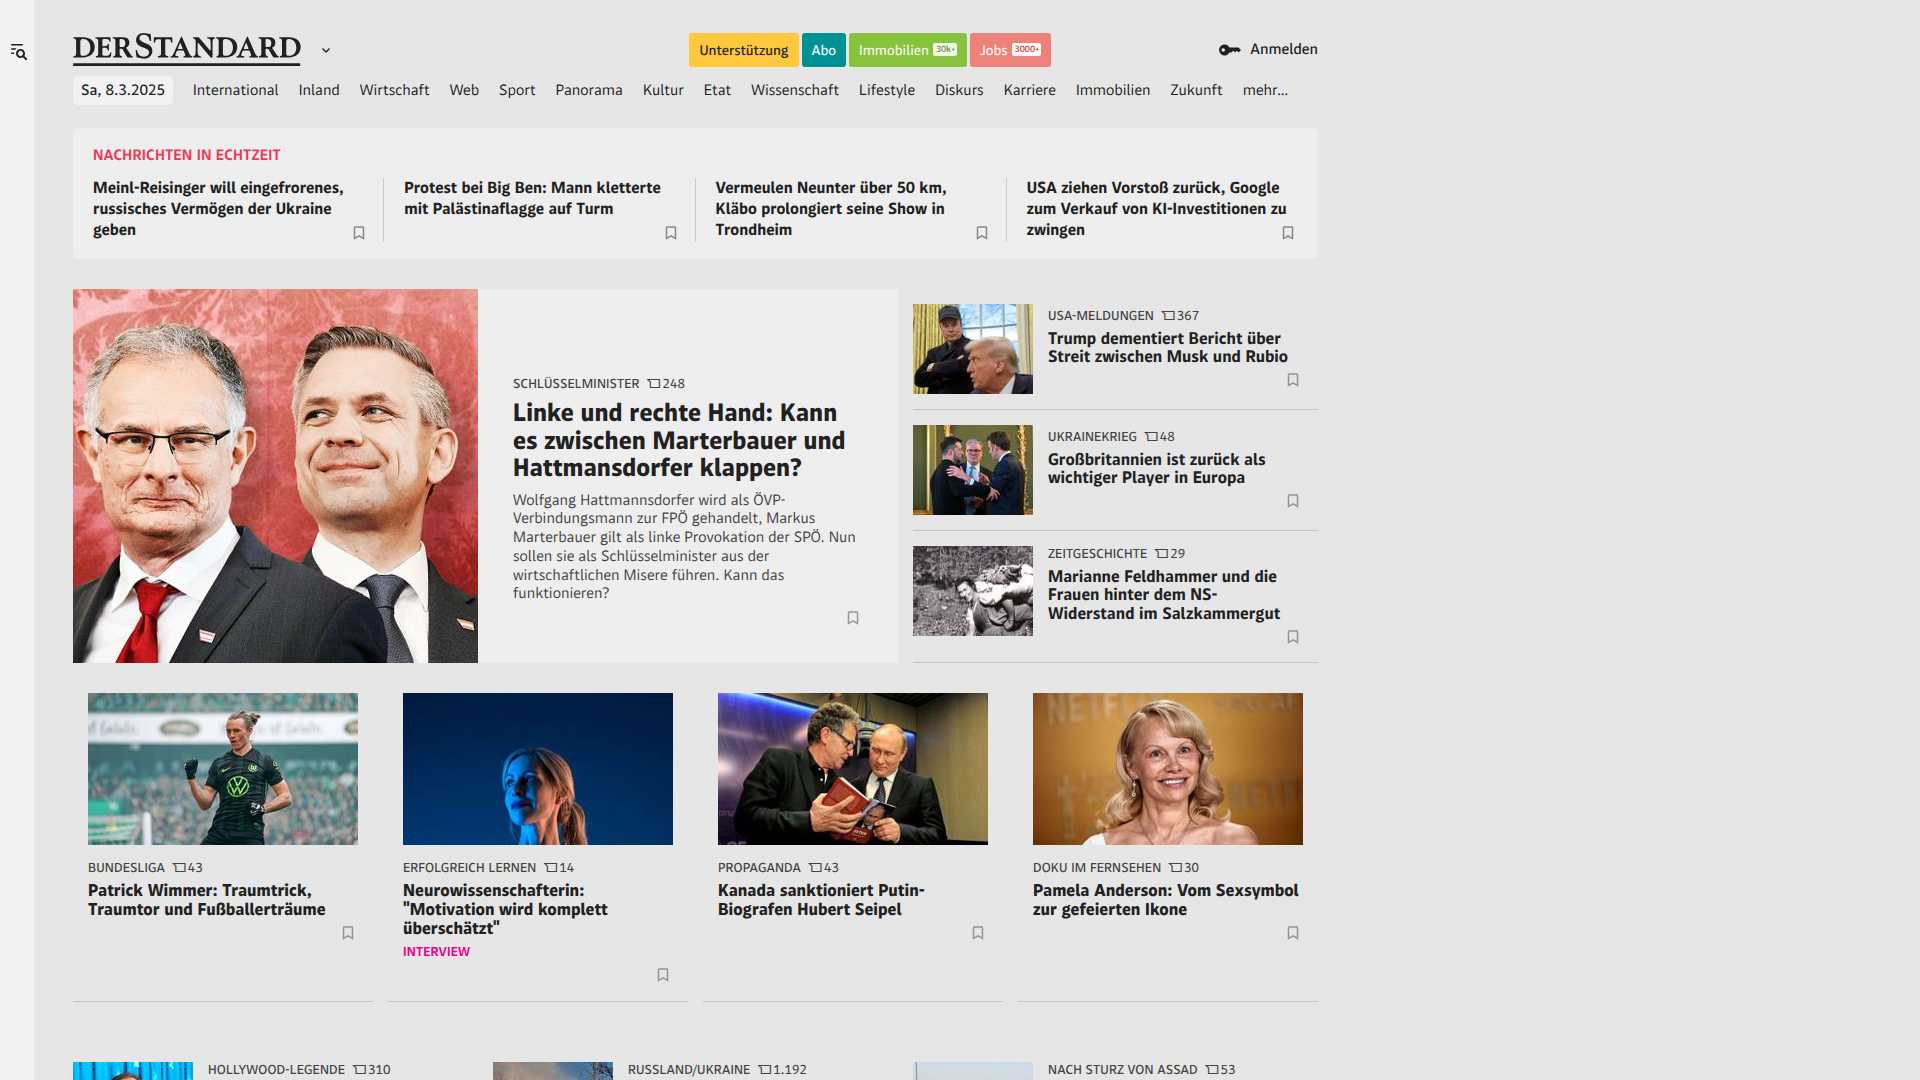 DERSTANDARD
Unterstützung
Abo
Immobilien 30k+
Jobs 3000+
Anmelden
Sa, 8.3.2025
International
Inland
Wirtschaft
Web
Sport
Panorama
Kultur
Etat
Wissenschaft
Lifestyle
Diskurs
Karriere
Immobilien
Zukunft
mehr...
NACHRICHTEN IN ECHTZEIT
Meinl-Reisinger will eingefrorenes,
russisches Vermögen der Ukraine
geben
Protest bei Big Ben: Mann kletterte
mit Palästinaflagge auf Turm
Vermeulen Neunter über 50 km,
Kläbo prolongiert seine Show in
Trondheim
USA ziehen Vorstoß zurück, Google
zum Verkauf von KI-Investitionen zu
zwingen
SCHLÜSSELMINISTER 248
Linke und rechte Hand: Kann
es zwischen Marterbauer und
Hattmansdorfer klappen?
Wolfgang Hattmannsdorfer wird als ÖVP-
Verbindungsmann zur FPÖ gehandelt, Markus
Marterbauer gilt als linke Provokation der SPÖ. Nun
sollen sie als Schlüsselminister aus der
wirtschaftlichen Misere führen. Kann das
funktionieren?
USA-MELDUNGEN 367
Trump dementiert Bericht über
Streit zwischen Musk und Rubio
UKRAINEKRIEG 48
Großbritannien ist zurück als
wichtiger Player in Europa
ZEITGESCHICHTE 29
Marianne Feldhammer und die
Frauen hinter dem NS-
Widerstand im Salzkammergut
BUNDESLIGA 43
Patrick Wimmer: Traumtrick,
Traumtor und Fußballerträume
ERFOLGREICH LERNEN 14
Neurowissenschafterin:
"Motivation wird komplett
überschätzt"
INTERVIEW
PROPAGANDA 43
Kanada sanktioniert Putin-
Biografen Hubert Seipel
NETFLIX
DOKU IM FERNSEHEN 30
Pamela Anderson: Vom Sexsymbol
zur gefeierten Ikone
HOLLYWOOD-LEGENDE 310
RUSSLAND/UKRAINE 1.192
NACH STURZ VON ASSAD 53